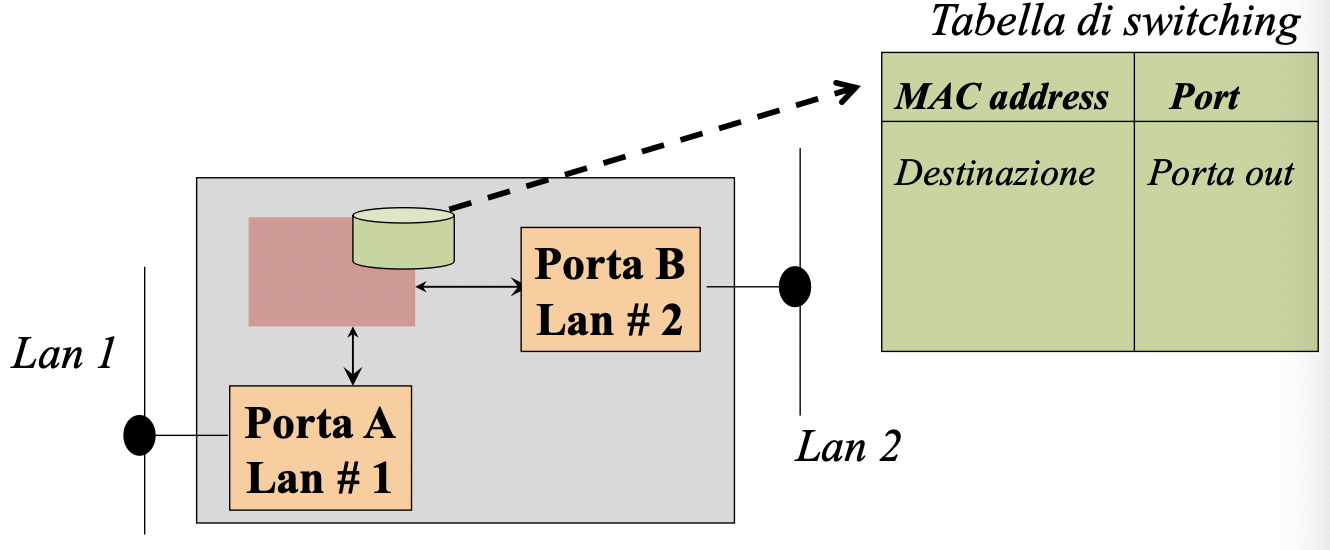 Tabella di switching
MAC address
Port
Destinazione
Porta out
Porta B
Lan # 2
Lan 1
Porta A
Lan # 1
Lan 2